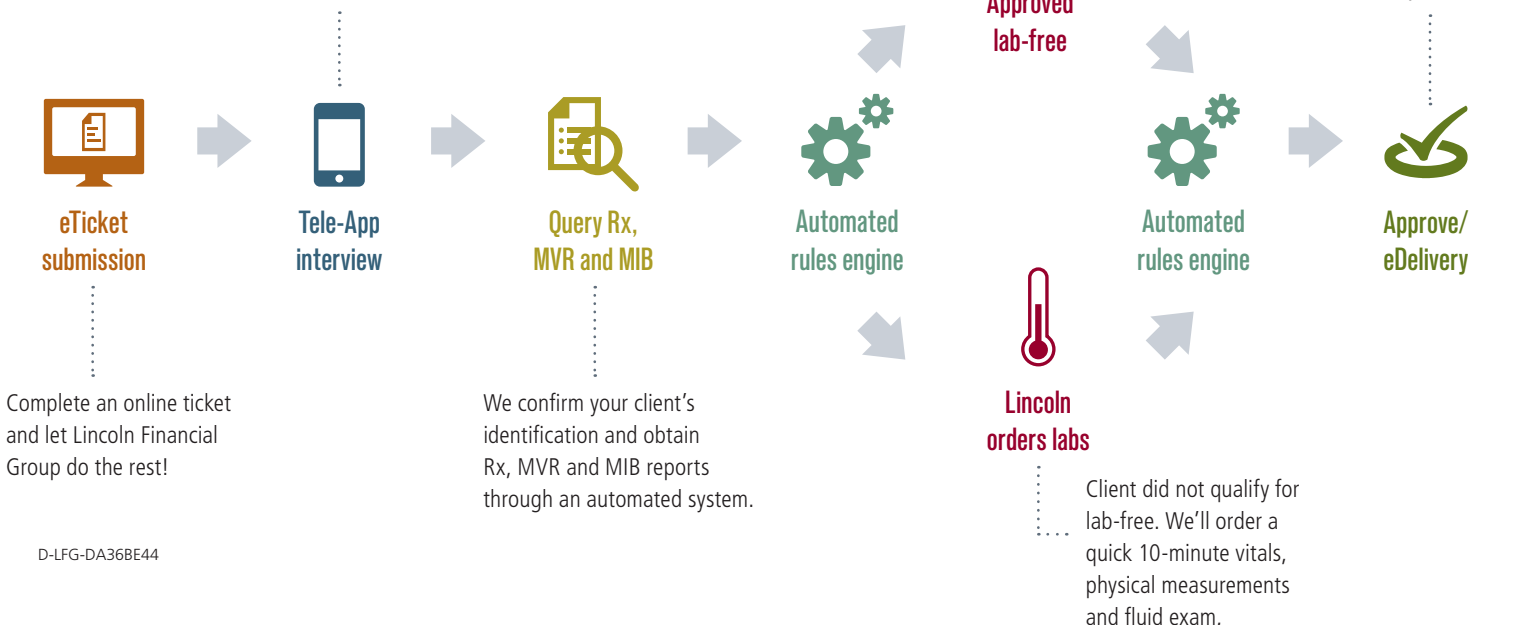 Approved
lab-free
eTicket
submission
Tele-App
interview
Query Rx,
MVR and MIB
Automated
rules engine
Automated
rules engine
Approve/
eDelivery
Complete an online ticket
and let Lincoln Financial
Group do the rest!
We confirm your client's
identification and obtain
Rx, MVR and MIB reports
through an automated system.
Lincoln
orders labs
Client did not qualify for
lab-free. We'll order a
quick 10-minute vitals,
physical measurements
and fluid exam.
D-LFG-DA36BE44